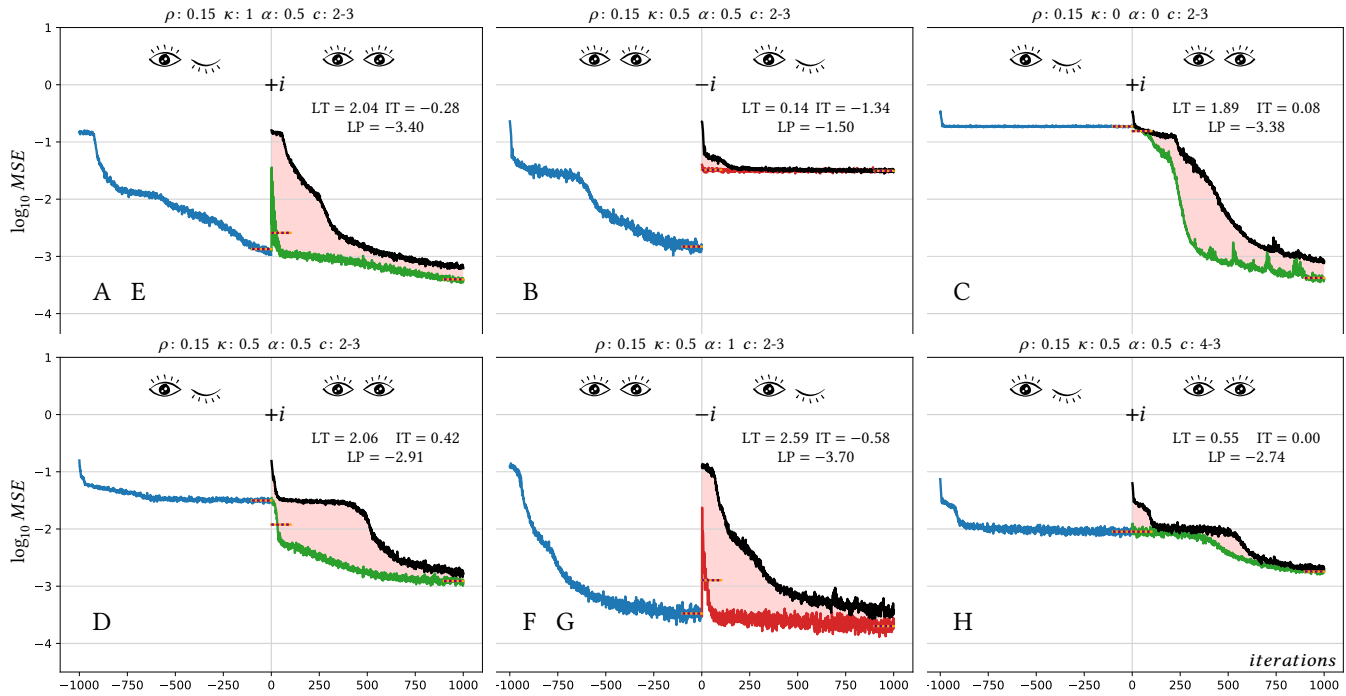 ρ: 0.15 κ: 1 α: 0.5 c: 2-3
ρ: 0.15 κ: 0.5 α: 0.5 c: 2-3
ρ: 0.15 κ: 0 α: 0 c: 2-3
1
0
−1
−2
−3
−4
log₁₀ MSE
+i
LT = 2.04 IT = −0.28
LP = −3.40
A E
−i
LT = 0.14 IT = −1.34
LP = −1.50
B
+i
LT = 1.89 IT = 0.08
LP = −3.38
C
ρ: 0.15 κ: 0.5 α: 0.5 c: 2-3
ρ: 0.15 κ: 0.5 α: 1 c: 2-3
ρ: 0.15 κ: 0.5 α: 0.5 c: 4-3
1
0
−1
−2
−3
−4
log₁₀ MSE
+i
LT = 2.06 IT = 0.42
LP = −2.91
D
−i
LT = 2.59 IT = −0.58
LP = −3.70
F G
+i
LT = 0.55 IT = 0.00
LP = −2.74
H
iterations
−1000 −750 −500 −250 0 250 500 750 1000
−1000 −750 −500 −250 0 250 500 750 1000
−1000 −750 −500 −250 0 250 500 750 1000